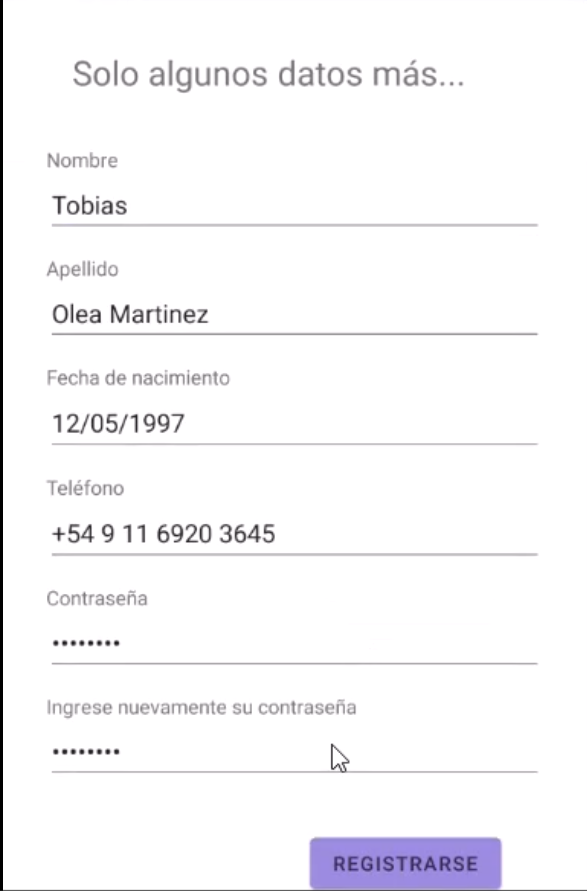 Solo algunos datos más...
Nombre
Tobias
Apellido
Olea Martinez
Fecha de nacimiento
12/05/1997
Teléfono
+54 9 11 6920 3645
Contraseña
••••••••
Ingrese nuevamente su contraseña
••••••••
REGISTRARSE